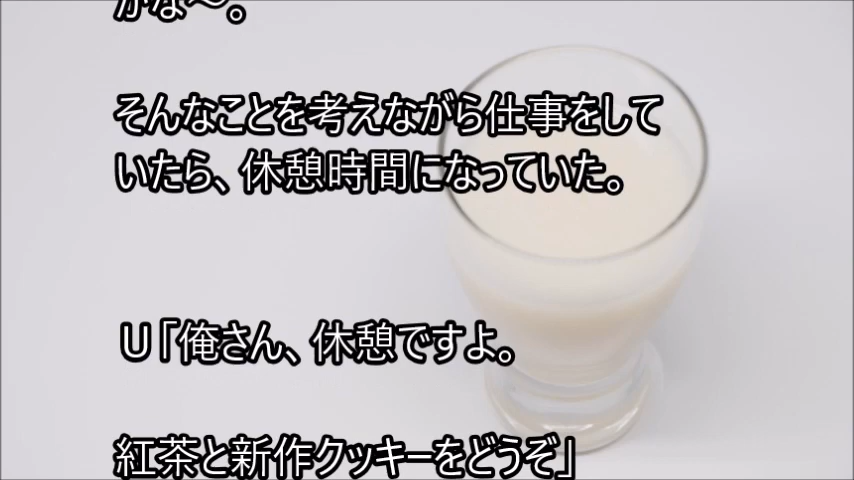 かな〜。
そんなことを考えながら仕事をして
いたら、休憩時間になっていた。
U「俺さん、休憩ですよ。
紅茶と新作クッキーをどうぞ」